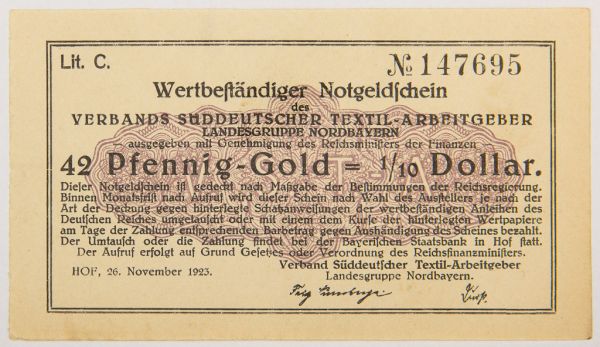 Lit. C.
№ 147695
Wertbeständiger Notgeldschein
des
VERBANDS SÜDDEUTSCHER TEXTIL-ARBEITGEBER
LANDESGRUPPE NORDBAYERN
ausgegeben mit Genehmigung des Reichsministers der Finanzen
42 Pfennig-Gold = 1/10 Dollar.
Dieser Notgeldschein ist gedeckt nach Maßgabe der Bestimmungen der Reichsregierung.
Binnen Monatsfrist nach Aufruf wird dieser Schein nach Wahl des Ausstellers je nach der
Art der Deckung gegen hinterlegte Schatzanweisungen der wertbeständigen Anleihen des
Deutschen Reiches umgetauscht oder mit einem dem Kurse der hinterlegten Wertpapiere
am Tage der Zahlung entsprechenden Barbetrag gegen Aushändigung des Scheines bezahlt.
Der Umtausch oder die Zahlung findet bei der Bayerischen Staatsbank in Hof statt.
Der Aufruf erfolgt auf Grund Gesetzes oder Verordnung des Reichsfinanzministers.
HOF, 26. November 1923.
Verband Süddeutscher Textil-Arbeitgeber
Landesgruppe Nordbayern.